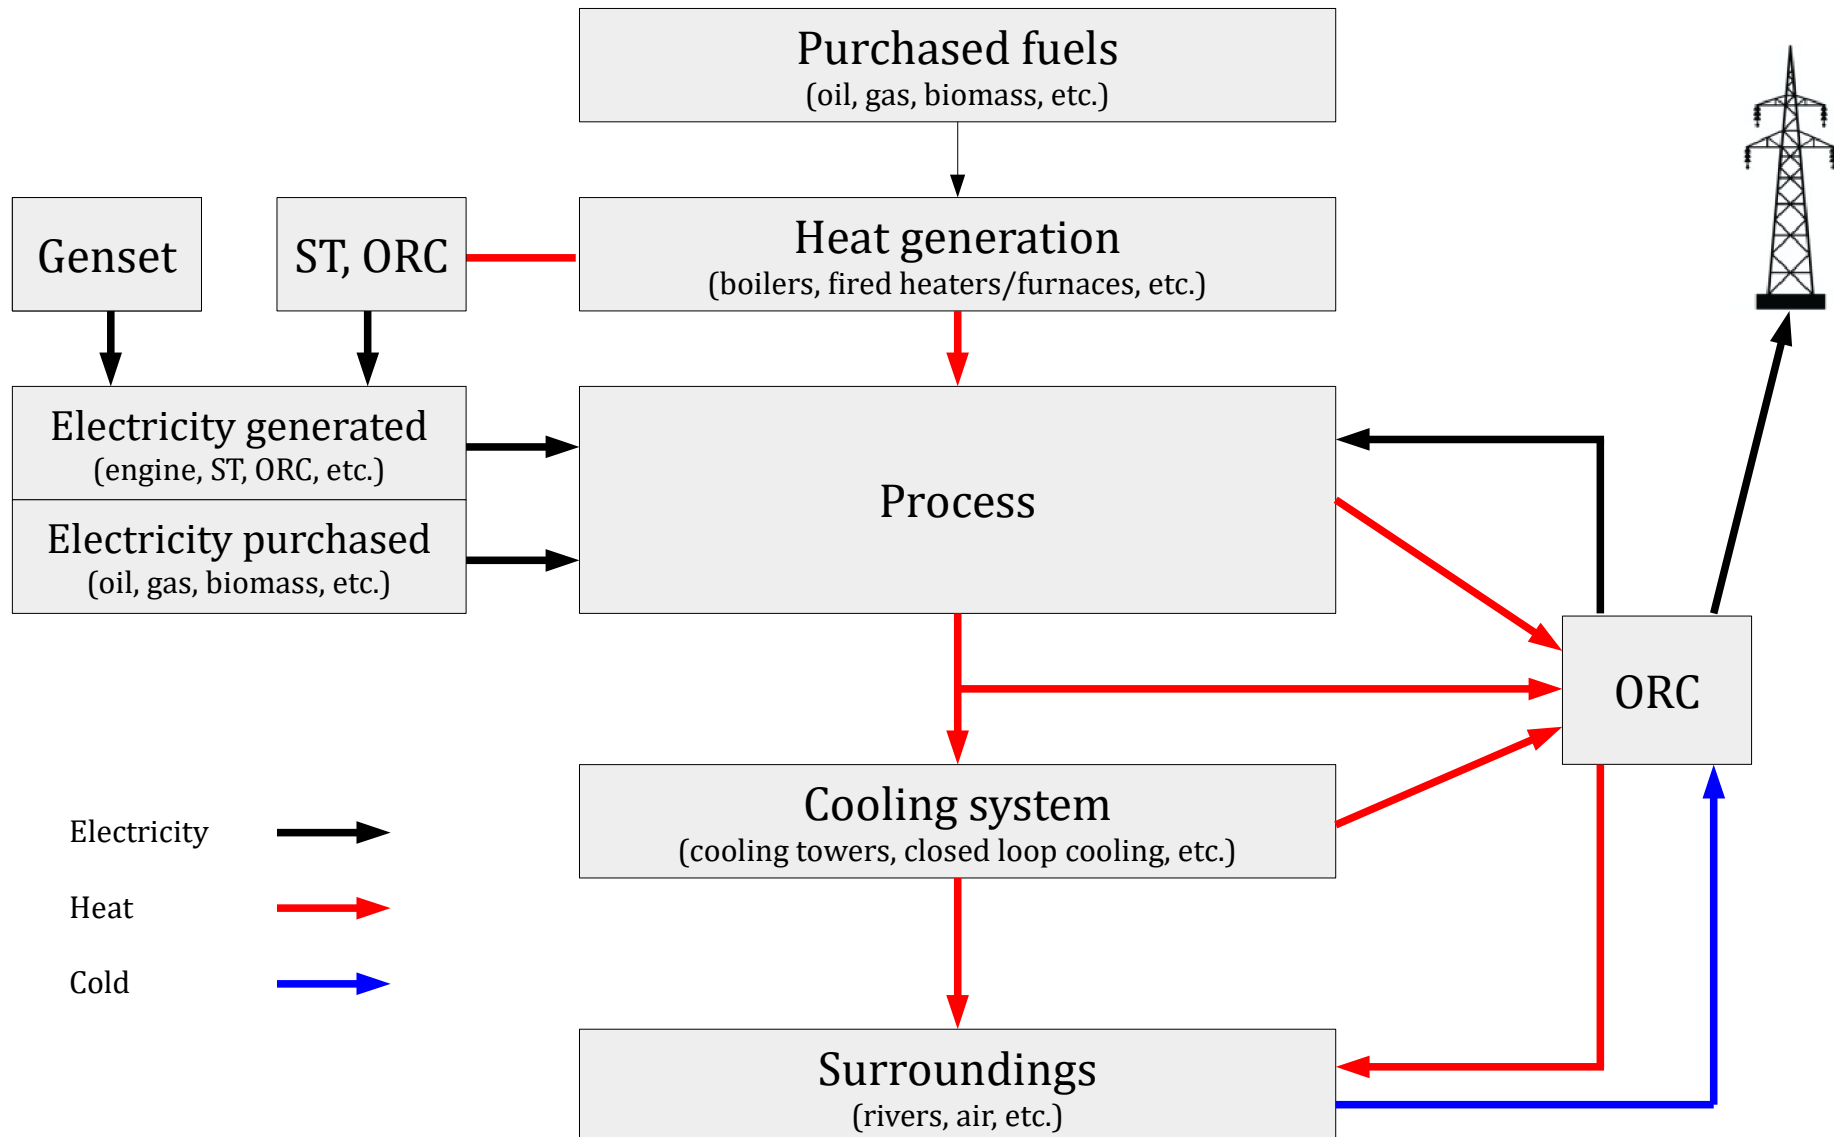 Purchased fuels
(oil, gas, biomass, etc.)
Genset
ST, ORC
Heat generation
(boilers, fired heaters/furnaces, etc.)
Electricity generated
(engine, ST, ORC, etc.)
Electricity purchased
(oil, gas, biomass, etc.)
Process
ORC
Cooling system
(cooling towers, closed loop cooling, etc.)
Electricity
Heat
Cold
Surroundings
(rivers, air, etc.)